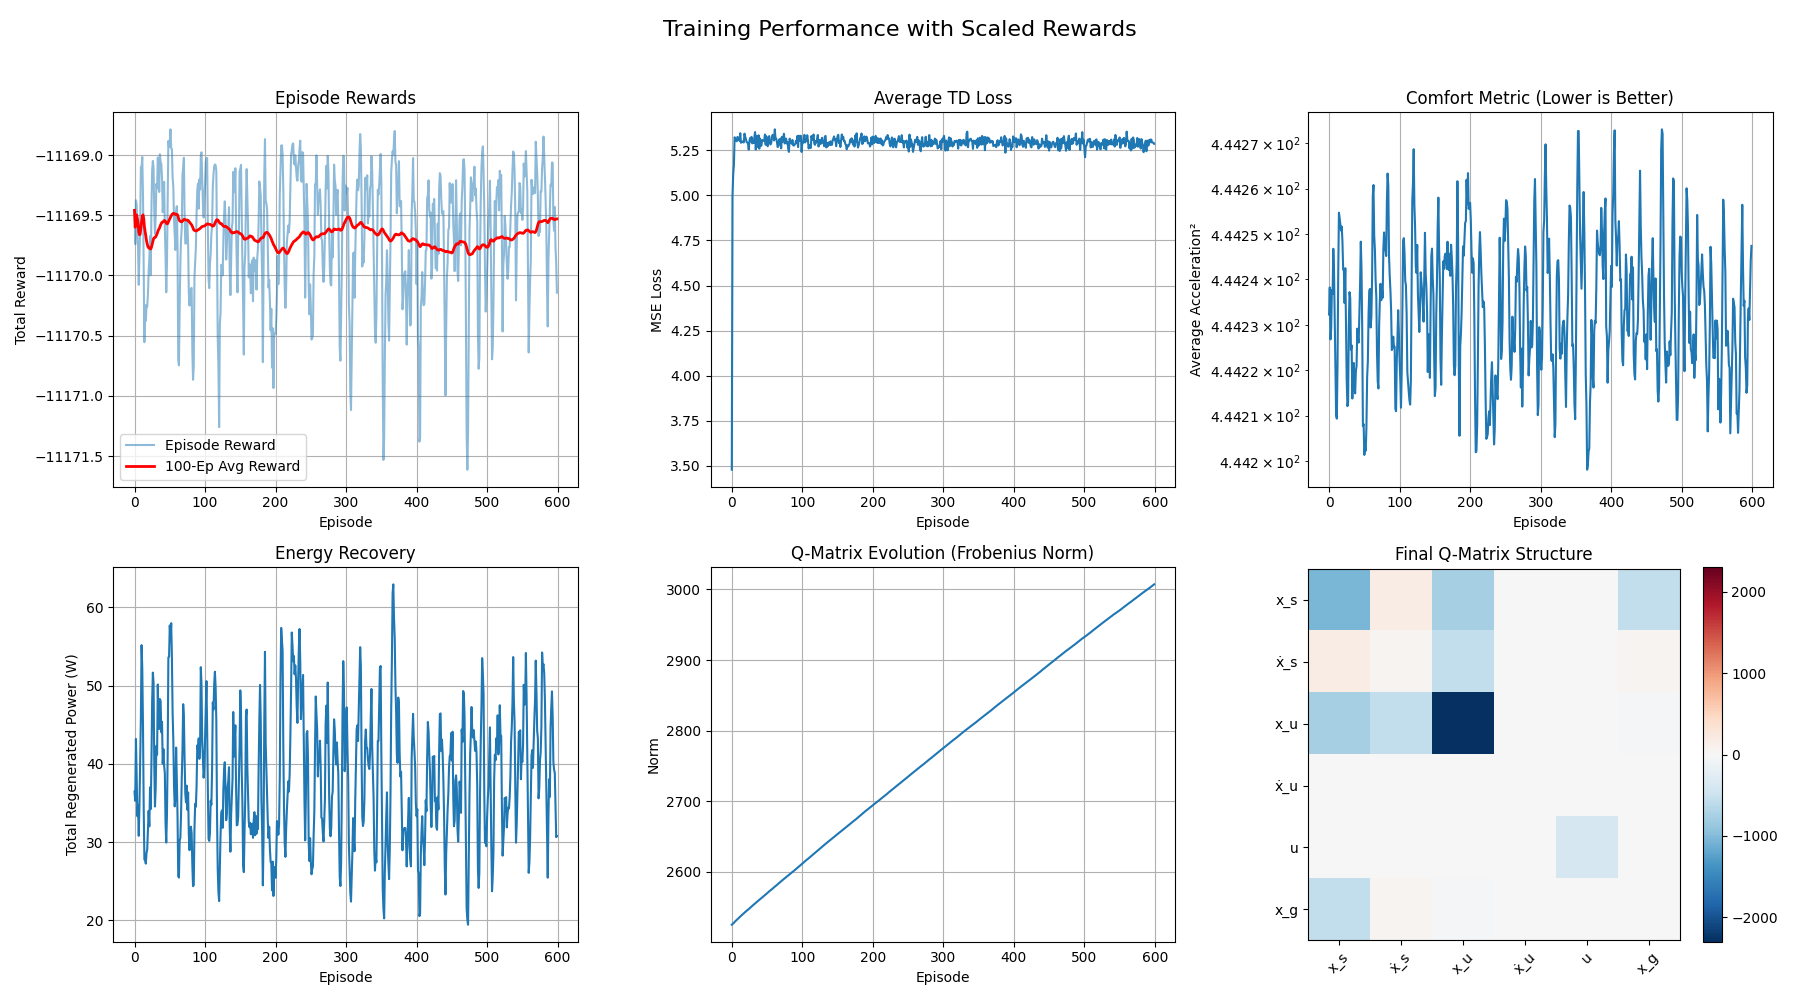 Training Performance with Scaled Rewards
Episode Rewards
Total Reward
−11169.0
−11169.5
−11170.0
−11170.5
−11171.0
−11171.5
Episode Reward
100-Ep Avg Reward
0 100 200 300 400 500 600
Episode
Average TD Loss
MSE Loss
5.25
5.00
4.75
4.50
4.25
4.00
3.75
3.50
0 100 200 300 400 500 600
Episode
Comfort Metric (Lower is Better)
Average Acceleration²
4.4427 × 10²
4.4426 × 10²
4.4425 × 10²
4.4424 × 10²
4.4423 × 10²
4.4422 × 10²
4.4421 × 10²
4.442 × 10²
0 100 200 300 400 500 600
Episode
Energy Recovery
Total Regenerated Power (W)
60
50
40
30
20
0 100 200 300 400 500 600
Episode
Q-Matrix Evolution (Frobenius Norm)
Norm
3000
2900
2800
2700
2600
0 100 200 300 400 500 600
Episode
Final Q-Matrix Structure
x_s
ẋ_s
x_u
ẋ_u
u
x_g
x_s ẋ_s x_u ẋ_u u x_g
2000
1000
0
−1000
−2000